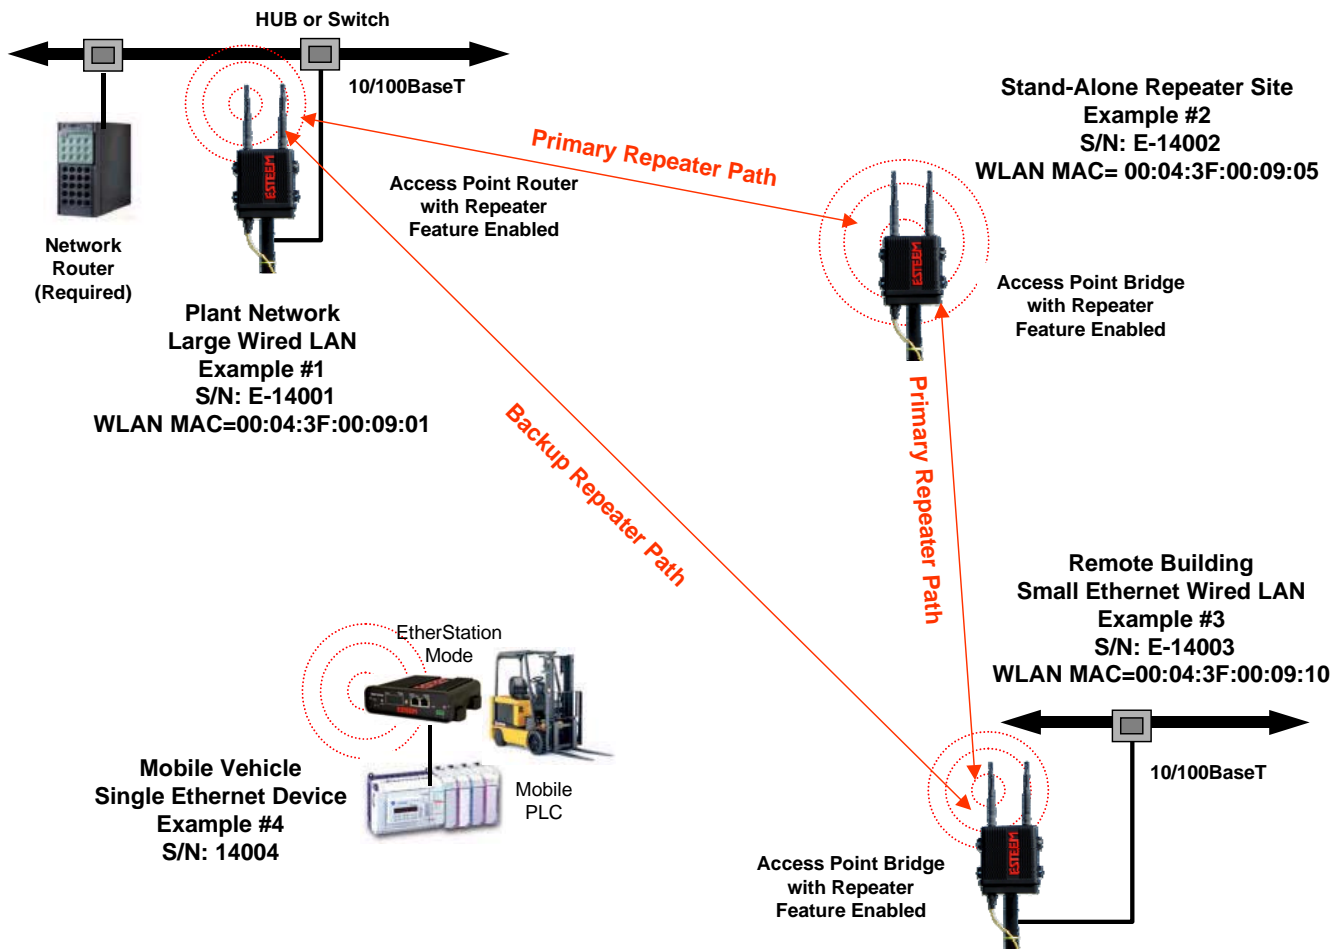 HUB or Switch
10/100BaseT
Network
Router
(Required)
ESTEEM
Access Point Router
with Repeater
Feature Enabled
Plant Network
Large Wired LAN
Example #1
S/N: E-14001
WLAN MAC=00:04:3F:00:09:01
Primary Repeater Path
Stand-Alone Repeater Site
Example #2
S/N: E-14002
WLAN MAC= 00:04:3F:00:09:05
ESTEEM
Access Point Bridge
with Repeater
Feature Enabled
Backup Repeater Path
Primary Repeater Path
Remote Building
Small Ethernet Wired LAN
Example #3
S/N: E-14003
WLAN MAC=00:04:3F:00:09:10
10/100BaseT
EtherStation
Mode
ESTEEM
Mobile Vehicle
Single Ethernet Device
Example #4
S/N: 14004
Mobile
PLC
Access Point Bridge
with Repeater
Feature Enabled
ESTEEM